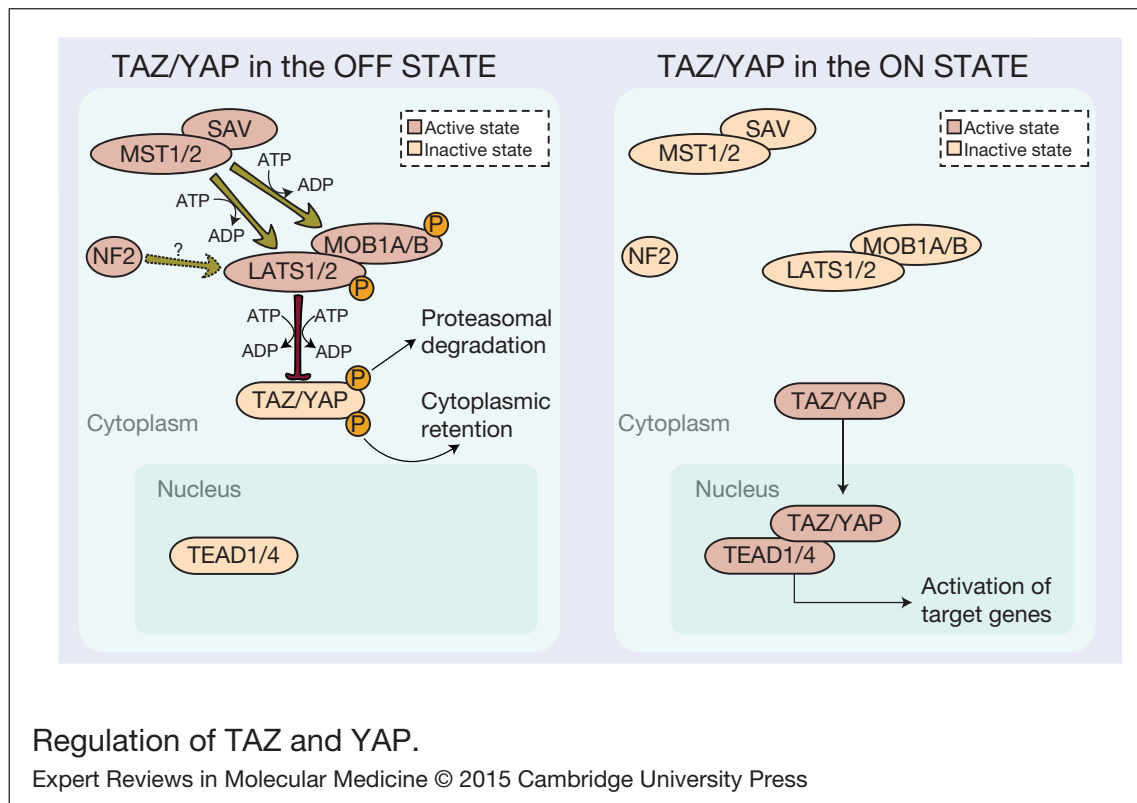 TAZ/YAP in the OFF STATE
SAV
MST1/2
Active state
Inactive state
ATP
ADP
ATP
ADP
P
MOB1A/B
NF2
?
LATS1/2
P
ATP
ATP
ADP
ADP
Proteasomal
degradation
P
TAZ/YAP
P
Cytoplasmic
retention
Cytoplasm
Nucleus
TEAD1/4
TAZ/YAP in the ON STATE
SAV
MST1/2
Active state
Inactive state
MOB1A/B
NF2
LATS1/2
TAZ/YAP
Cytoplasm
Nucleus
TAZ/YAP
TEAD1/4
Activation of
target genes
Regulation of TAZ and YAP.
Expert Reviews in Molecular Medicine © 2015 Cambridge University Press